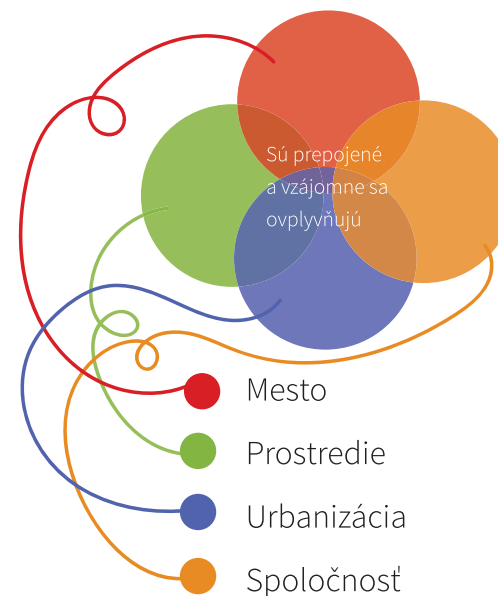 Sú prepojené
a vzájomne sa
ovplyvňujú
Mesto
Prostredie
Urbanizácia
Spoločnosť